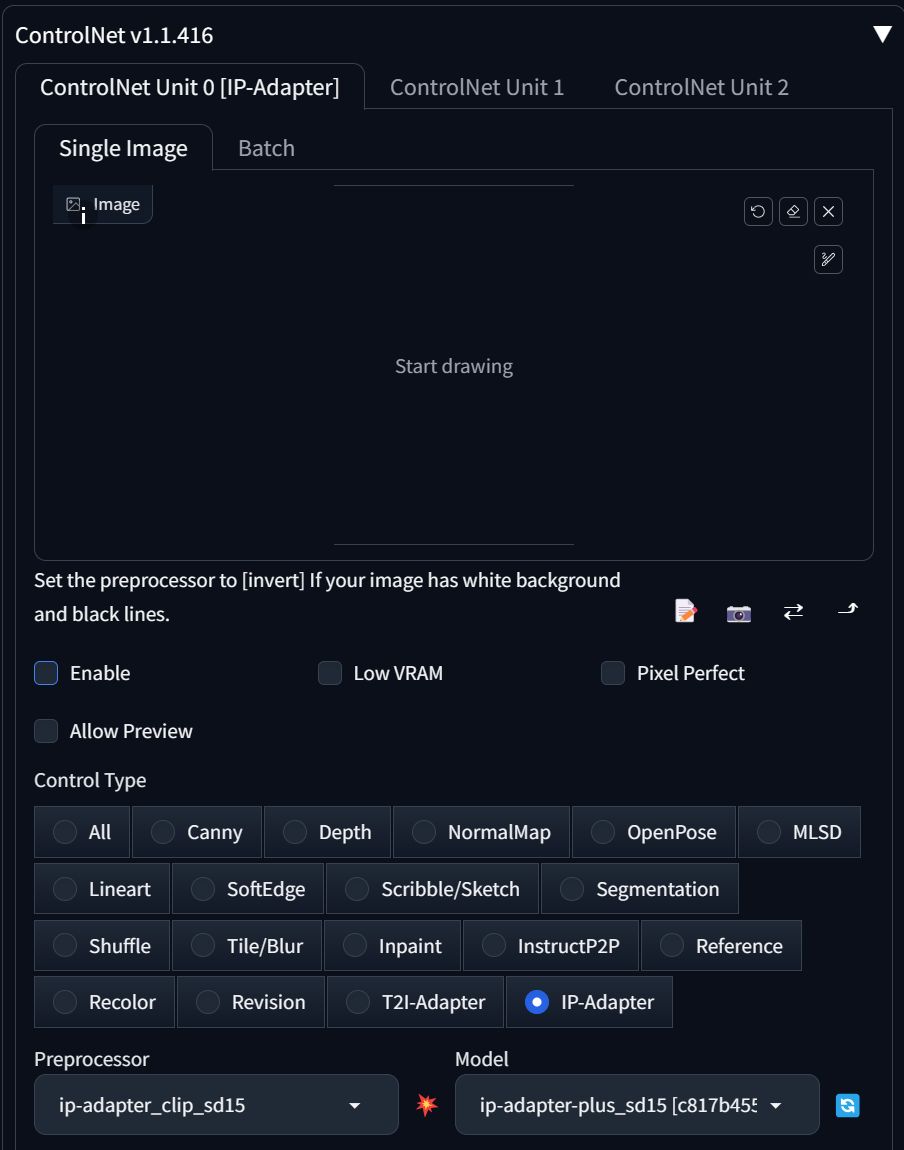 ControlNet v1.1.416
ControlNet Unit 0 [IP-Adapter] ControlNet Unit 1 ControlNet Unit 2
Single Image Batch
Image
Start drawing
Set the preprocessor to [invert] If your image has white background
and black lines.
Enable Low VRAM Pixel Perfect
Allow Preview
Control Type
All Canny Depth NormalMap OpenPose MLSD
Lineart SoftEdge Scribble/Sketch Segmentation
Shuffle Tile/Blur Inpaint InstructP2P Reference
Recolor Revision T2I-Adapter IP-Adapter
Preprocessor Model
ip-adapter_clip_sd15 ip-adapter-plus_sd15 [c817b455